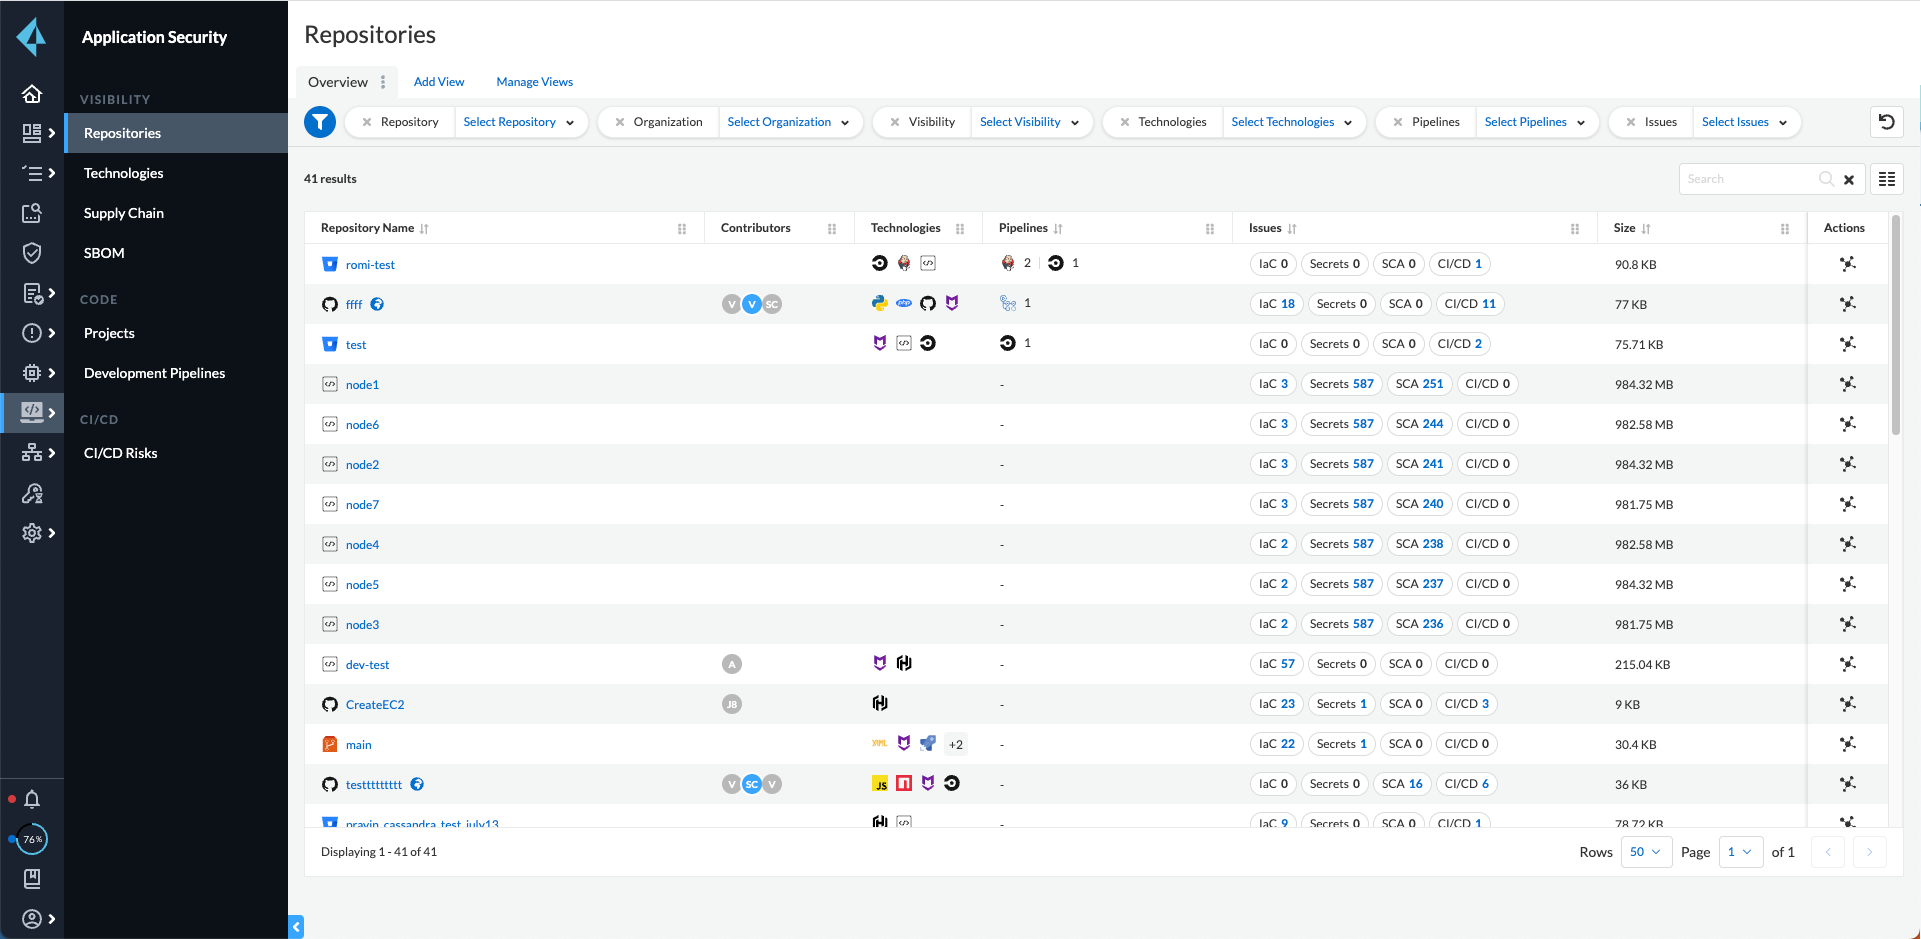 Application Security
VISIBILITY
Repositories
Technologies
Supply Chain
SBOM
CODE
Projects
Development Pipelines
CI/CD
CI/CD Risks
76%
Repositories
Overview Add View Manage Views
Repository Select Repository Organization Select Organization Visibility Select Visibility Technologies Select Technologies Pipelines Select Pipelines Issues Select Issues
41 results Search
Repository Name Contributors Technologies Pipelines Issues Size Actions
romi-test 2 1 IaC 0 Secrets 0 SCA 0 CI/CD 1 90.8 KB
ffff V V SC php 1 IaC 18 Secrets 0 SCA 0 CI/CD 11 77 KB
test 1 IaC 0 Secrets 0 SCA 0 CI/CD 2 75.71 KB
node1 - IaC 3 Secrets 587 SCA 251 CI/CD 0 984.32 MB
node6 - IaC 3 Secrets 587 SCA 244 CI/CD 0 982.58 MB
node2 - IaC 3 Secrets 587 SCA 241 CI/CD 0 984.32 MB
node7 - IaC 3 Secrets 587 SCA 240 CI/CD 0 981.75 MB
node4 - IaC 2 Secrets 587 SCA 238 CI/CD 0 982.58 MB
node5 - IaC 2 Secrets 587 SCA 237 CI/CD 0 984.32 MB
node3 - IaC 2 Secrets 587 SCA 236 CI/CD 0 981.75 MB
dev-test A - IaC 57 Secrets 0 SCA 0 CI/CD 0 215.04 KB
CreateEC2 J8 - IaC 23 Secrets 1 SCA 0 CI/CD 3 9 KB
main YAML +2 - IaC 22 Secrets 1 SCA 0 CI/CD 0 30.4 KB
testttttttt V SC V JS - IaC 0 Secrets 0 SCA 16 CI/CD 6 36 KB
pravin_cassandra_test_july13 - IaC 9 Secrets 0 SCA 0 CI/CD 1 78.72 KB
Displaying 1 - 41 of 41 Rows 50 Page 1 of 1